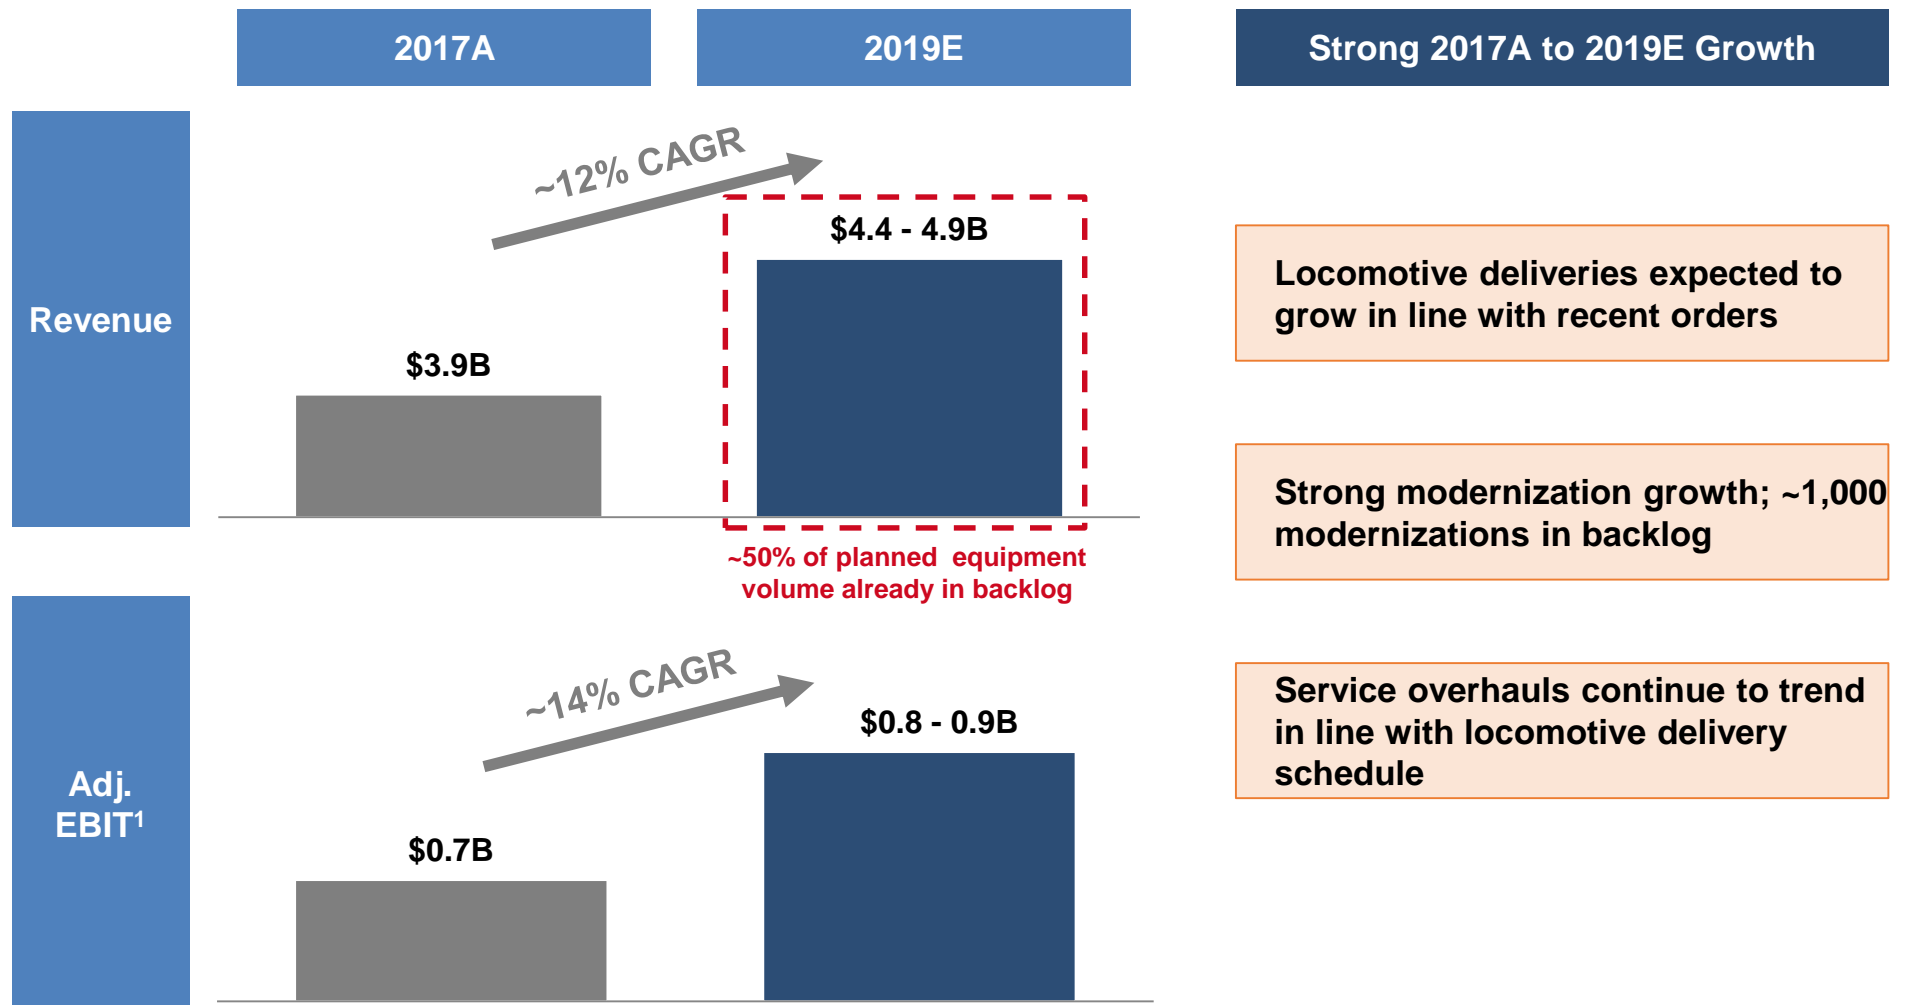 2017A
2019E
Strong 2017A to 2019E Growth
Revenue
~12% CAGR
$3.9B
$4.4 - 4.9B
~50% of planned equipment
volume already in backlog
Locomotive deliveries expected to
grow in line with recent orders
Strong modernization growth; ~1,000
modernizations in backlog
Service overhauls continue to trend
in line with locomotive delivery
schedule
Adj.
EBIT¹
~14% CAGR
$0.7B
$0.8 - 0.9B